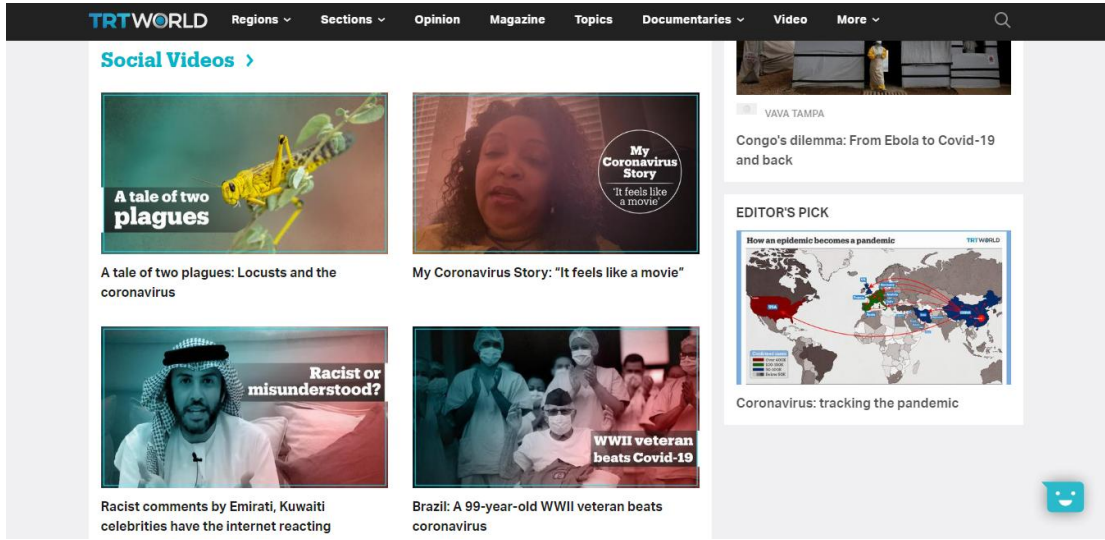 TRTWORLD
Regions
Sections
Opinion
Magazine
Topics
Documentaries
Video
More
Social Videos
A tale of two
plagues
A tale of two plagues: Locusts and the
coronavirus
My
Coronavirus
Story
'It feels like
a movie'
My Coronavirus Story: "It feels like a movie"
Racist or
misunderstood?
Racist comments by Emirati, Kuwaiti
celebrities have the internet reacting
WWII veteran
beats Covid-19
Brazil: A 99-year-old WWII veteran beats
coronavirus
VAVA TAMPA
Congo's dilemma: From Ebola to Covid-19
and back
EDITOR'S PICK
How an epidemic becomes a pandemic
TRTWORLD
Coronavirus: tracking the pandemic